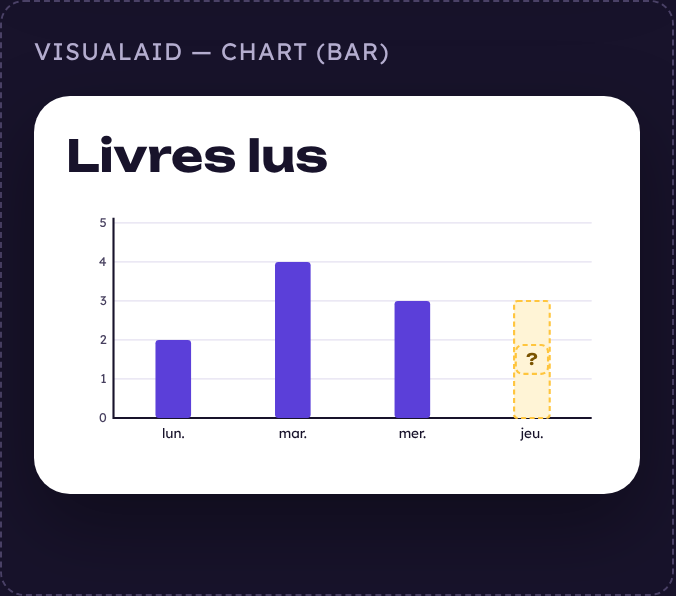 VISUALAID — CHART (BAR)
Livres lus
5
4
3
2
1
0
?
lun. mar. mer. jeu.